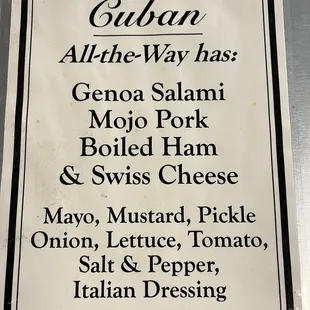 Cuban
All-the-Way has:
Genoa Salami
Mojo Pork
Boiled Ham
& Swiss Cheese
Mayo, Mustard, Pickle
Onion, Lettuce, Tomato,
Salt & Pepper,
Italian Dressing